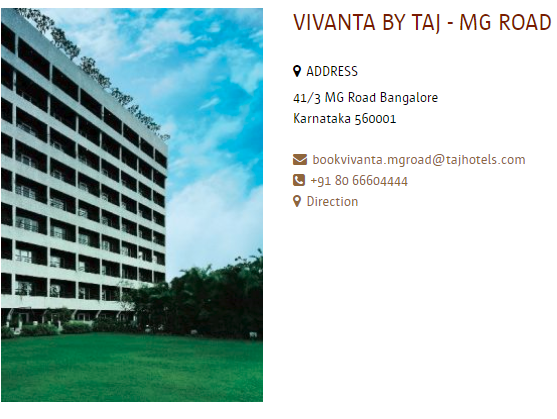 VIVANTA BY TAJ - MG ROAD
ADDRESS
41/3 MG Road Bangalore
Karnataka 560001
bookvivanta.mgroad@tajhotels.com
+91 80 66604444
Direction